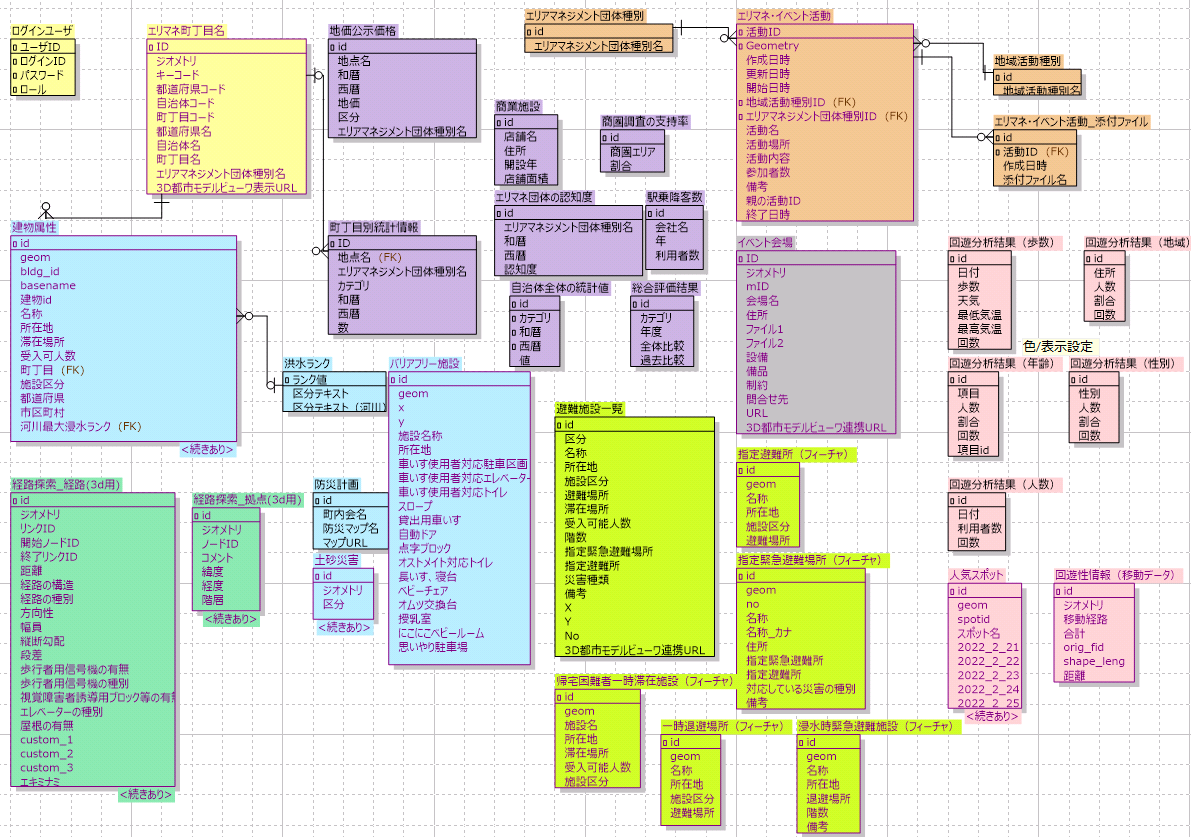 ログインユーザ
ユーザID
ログインID
パスワード
ロール
エリマネ町丁目名
ID
ジオメトリ
キーコード
都道府県コード
自治体コード
町丁目コード
都道府県名
自治体名
町丁目名
エリアマネジメント団体種別名
3D都市モデルビューワ表示URL
地価公示価格
id
地点名
和暦
西暦
地価
区分
エリアマネジメント団体種別名
エリアマネジメント団体種別
id
エリアマネジメント団体種別名
エリマネ・イベント活動
活動ID
Geometry
作成日時
更新日時
開始日時
地域活動種別ID (FK)
エリアマネジメント団体種別ID (FK)
活動名
活動場所
活動内容
参加者数
備考
親の活動ID
終了日時
地域活動種別
id
地域活動種別名
エリマネ・イベント活動_添付ファイル
id
活動ID (FK)
作成日時
添付ファイル名
商業施設
id
店舗名
住所
開設年
店舗面積
商圏調査の支持率
id
商圏エリア
割合
エリマネ団体の認知度
id
エリアマネジメント団体種別名
和暦
西暦
認知度
駅乗降客数
id
会社名
年
利用者数
建物属性
id
geom
bldg_id
basename
建物id
名称
所在地
滞在場所
受入可人数
町丁目 (FK)
施設区分
都道府県
市区町村
河川最大浸水ランク (FK)
<続きあり>
町丁目別統計情報
ID
地点名 (FK)
エリアマネジメント団体種別名
カテゴリ
和暦
西暦
数
自治体全体の統計値
id
カテゴリ
和暦
西暦
値
総合評価結果
id
カテゴリ
年度
全体比較
過去比較
イベント会場
ID
ジオメトリ
mID
会場名
住所
ファイル1
ファイル2
設備
備品
制約
問合せ先
URL
3D都市モデルビューワ連携URL
回遊分析結果（歩数）
id
日付
歩数
天気
最低気温
最高気温
回数
回遊分析結果（地域）
id
住所
人数
割合
回数
色/表示設定
回遊分析結果（年齢）
id
項目
人数
割合
回数
項目id
回遊分析結果（性別）
id
性別
人数
割合
回数
洪水ランク
ランク値
区分テキスト
区分テキスト（河川）
バリアフリー施設
id
geom
x
y
施設名称
所在地
車いす使用者対応駐車区画
車いす使用者対応エレベーター
車いす使用者対応トイレ
スロープ
貸出用車いす
自動ドア
点字ブロック
オストメイト対応トイレ
長いす、寝台
ベビーチェア
オムツ交換台
授乳室
にこにこベビールーム
思いやり駐車場
避難施設一覧
id
区分
名称
所在地
施設区分
避難場所
滞在場所
受入可能人数
階数
指定緊急避難場所
指定避難所
災害種類
備考
X
Y
No
3D都市モデルビューワ連携URL
指定避難所（フィーチャ）
id
geom
名称
所在地
施設区分
避難場所
回遊分析結果（人数）
id
日付
利用者数
回数
経路探索_経路(3d用)
id
ジオメトリ
リンクID
開始ノードID
終了リンクID
距離
経路の構造
経路の種別
方向性
幅員
縦断勾配
段差
歩行者用信号機の有無
歩行者用信号機の種別
視覚障害者誘導用ブロック等の有無
エレベーターの種別
屋根の有無
custom_1
custom_2
custom_3
エキミナミ
<続きあり>
経路探索_拠点(3d用)
id
ジオメトリ
ノードID
コメント
緯度
経度
階層
<続きあり>
防災計画
id
町内会名
防災マップ名
マップURL
土砂災害
id
ジオメトリ
区分
<続きあり>
指定緊急避難場所（フィーチャ）
id
geom
no
名称
名称_カナ
住所
指定緊急避難所
指定避難所
対応している災害の種別
備考
人気スポット
id
geom
spotid
スポット名
2022_2_21
2022_2_22
2022_2_23
2022_2_24
2022_2_25
<続きあり>
回遊性情報（移動データ）
id
ジオメトリ
移動経路
合計
orig_fid
shape_leng
距離
帰宅困難者一時滞在施設（フィーチャ）
id
geom
施設名
所在地
滞在場所
受入可能人数
施設区分
一時退避場所（フィーチャ）
id
geom
名称
所在地
施設区分
避難場所
浸水時緊急避難施設（フィーチャ）
id
geom
名称
所在地
退避場所
階数
備考